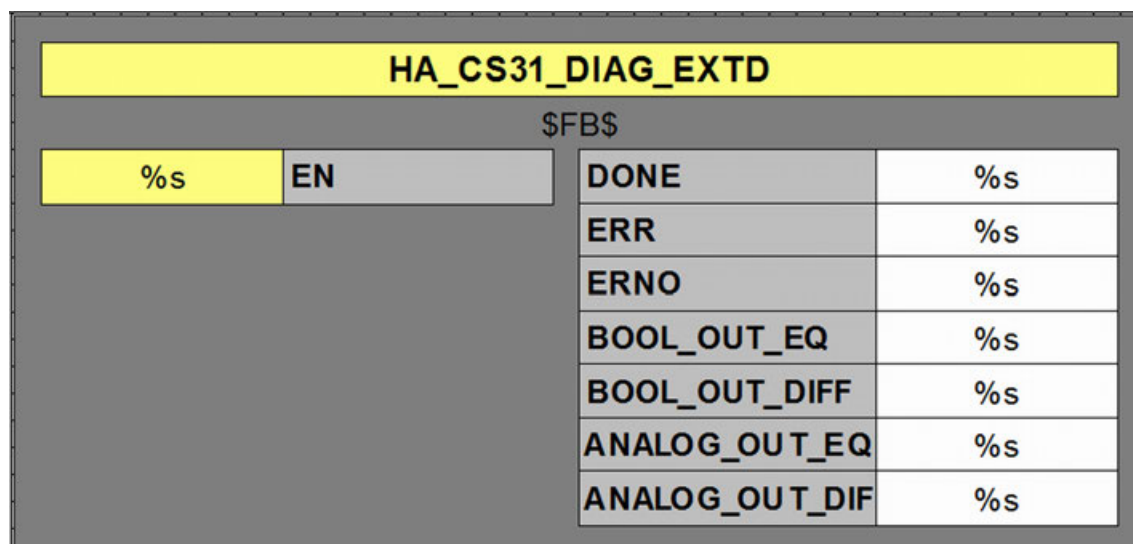 HA_CS31_DIAG_EXTD
$FB$
%s EN DONE %s
ERR %s
ERNO %s
BOOL_OUT_EQ %s
BOOL_OUT_DIFF %s
ANALOG_OUT_EQ %s
ANALOG_OUT_DIF %s